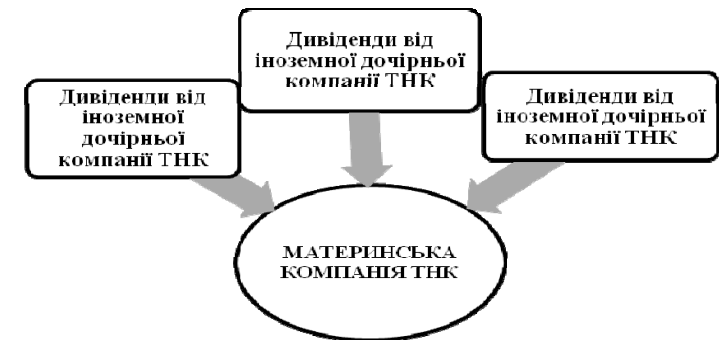 Дивіденди від
іноземної
дочірньої
компанії ТНК
Дивіденди від
іноземної дочірньої
компанії ТНК
Дивіденди від
іноземної дочірньої
компанії ТНК
МАТЕРИНСЬКА
КОМПАНІЯ ТНК